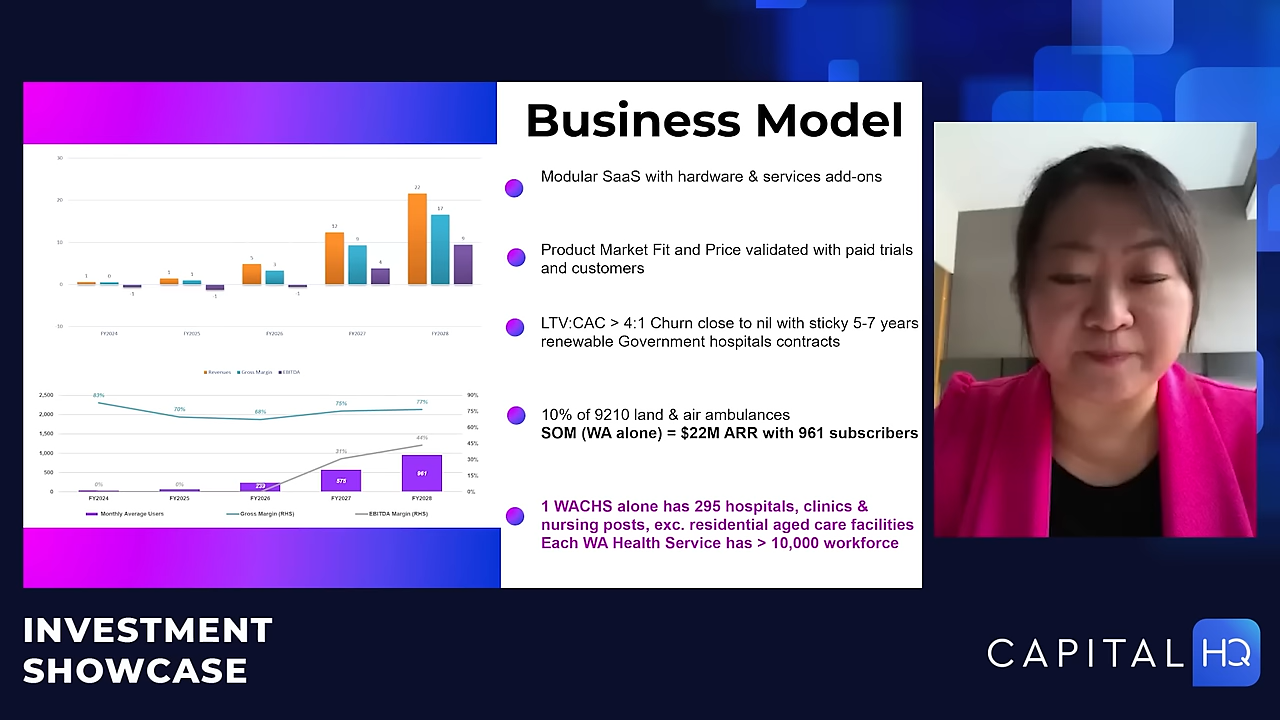 Business Model
30
20
10
0
10
1
0
-1
1
1
-1
5
3
-1
12
9
4
22
17
9
FY2024
FY2025
FY2026
FY2027
FY2028
Revenues
Gross Margin
EBITDA
2,500
2,000
1,500
1,000
500
0
90%
75%
60%
45%
30%
15%
0%
83%
70%
68%
75%
77%
0%
0%
31%
44%
575
961
FY2024
FY2025
FY2026
FY2027
FY2028
Monthly Average Users
Gross Margin (RHS)
EBITDA Margin (RHS)
Modular SaaS with hardware & services add-ons
Product Market Fit and Price validated with paid trials
and customers
LTV:CAC > 4:1 Churn close to nil with sticky 5-7 years
renewable Government hospitals contracts
10% of 9210 land & air ambulances
SOM (WA alone) = $22M ARR with 961 subscribers
1 WACHS alone has 295 hospitals, clinics &
nursing posts, exc. residential aged care facilities
Each WA Health Service has > 10,000 workforce
INVESTMENT
SHOWCASE
CAPITAL HQ